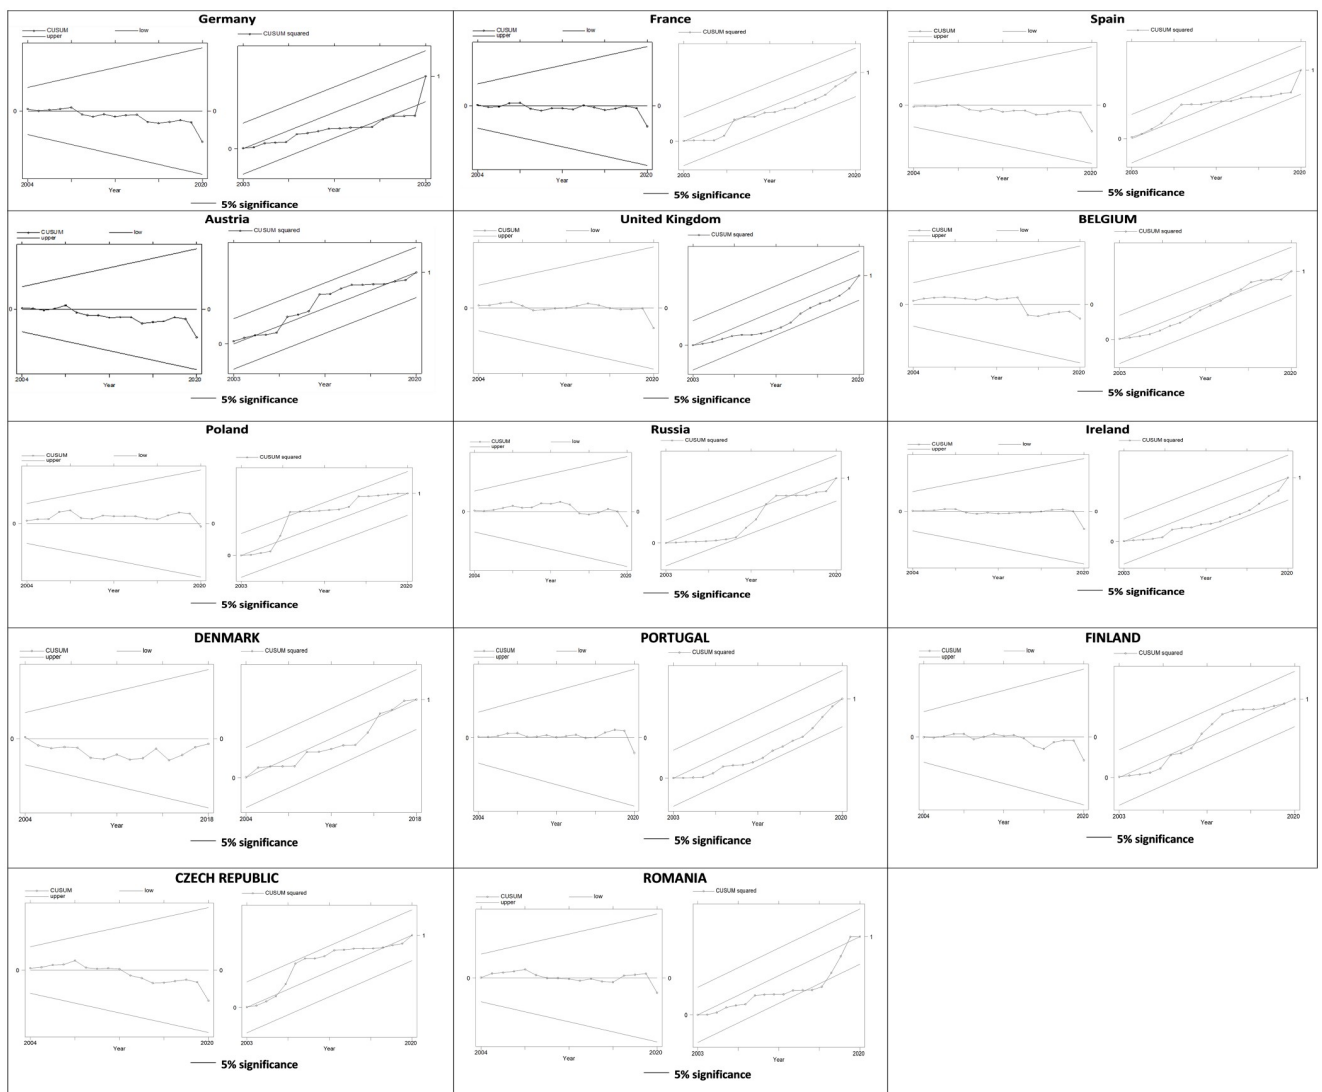 Germany
CUSUM low
upper
CUSUM squared
0 0
0 1
2004 2020
Year
2003 2020
Year
5% significance
France
CUSUM low
upper
CUSUM squared
0 0
0 1
2004 2020
Year
2003 2020
Year
5% significance
Spain
CUSUM low
upper
CUSUM squared
0 0
0 1
2004 2020
Year
2003 2020
Year
5% significance
Austria
CUSUM low
upper
CUSUM squared
0 0
0 1
2004 2020
Year
2003 2020
Year
5% significance
United Kingdom
CUSUM low
upper
CUSUM squared
0 0
0 1
2004 2020
Year
2003 2020
Year
5% significance
BELGIUM
CUSUM low
upper
CUSUM squared
0 0
0 1
2004 2020
Year
2003 2020
Year
5% significance
Poland
CUSUM low
upper
CUSUM squared
0 0
0 1
2004 2020
Year
2003 2020
Year
5% significance
Russia
CUSUM low
upper
CUSUM squared
0 0
0 1
2004 2020
Year
2003 2020
Year
5% significance
Ireland
CUSUM low
upper
CUSUM squared
0 0
0 1
2004 2020
Year
2003 2020
Year
5% significance
DENMARK
CUSUM low
upper
CUSUM squared
0 0
0 1
2004 2018
Year
2004 2018
Year
5% significance
PORTUGAL
CUSUM low
upper
CUSUM squared
0 0
0 1
2004 2020
Year
2003 2020
Year
5% significance
FINLAND
CUSUM low
upper
CUSUM squared
0 0
0 1
2004 2020
Year
2003 2020
Year
5% significance
CZECH REPUBLIC
CUSUM low
upper
CUSUM squared
0 0
0 1
2004 2020
Year
2003 2020
Year
5% significance
ROMANIA
CUSUM low
upper
CUSUM squared
0 0
0 1
2004 2020
Year
2003 2020
Year
5% significance